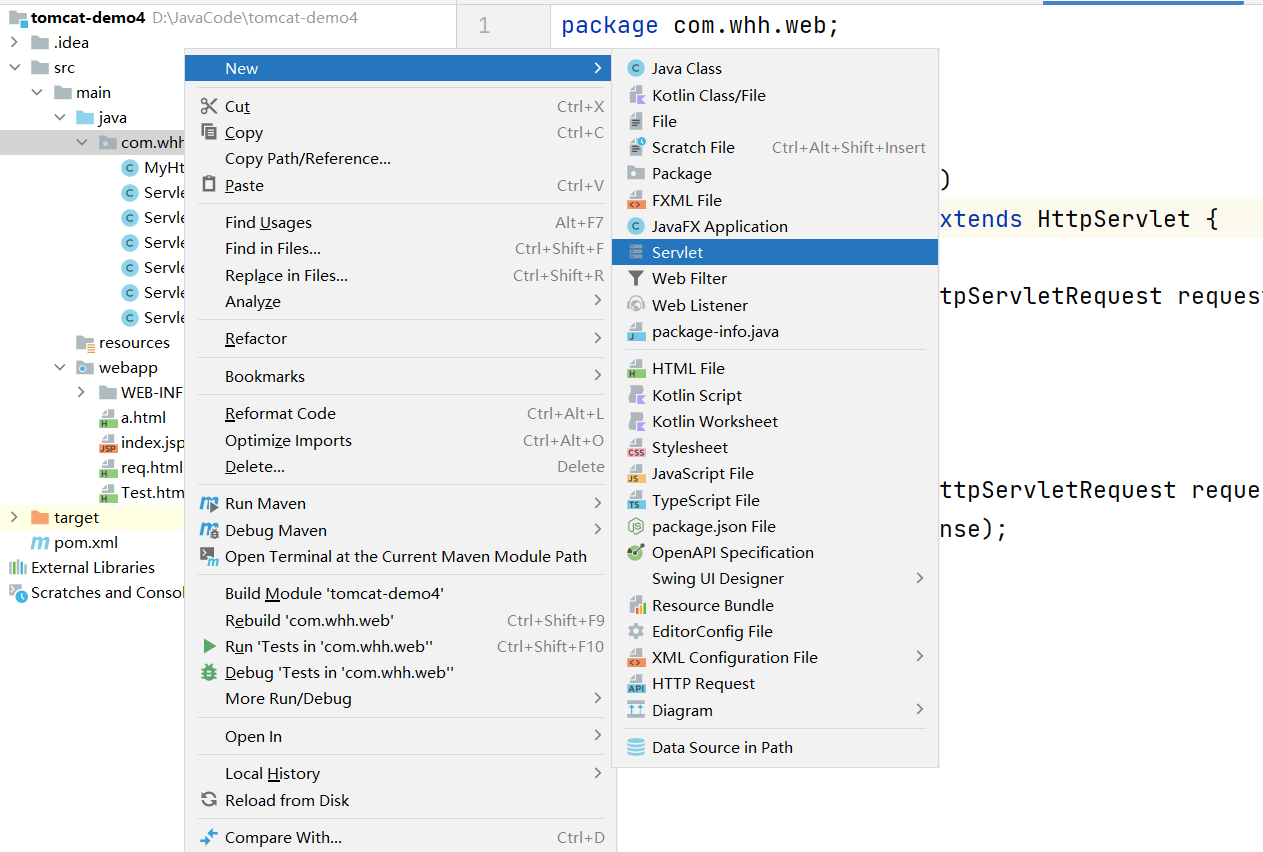 tomcat-demo4 D:\JavaCode\tomcat-demo4
.idea
src
main
java
com.whh
MyHt
Servle
Servle
Servle
Servle
Servle
Servle
resources
webapp
WEB-INF
a.html
index.jsp
req.html
Test.htm
target
pom.xml
External Libraries
Scratches and Consol
New
Cut Ctrl+X
Copy Ctrl+C
Copy Path/Reference...
Paste Ctrl+V
Find Usages Alt+F7
Find in Files... Ctrl+Shift+F
Replace in Files... Ctrl+Shift+R
Analyze
Refactor
Bookmarks
Reformat Code Ctrl+Alt+L
Optimize Imports Ctrl+Alt+O
Delete... Delete
Run Maven
Debug Maven
Open Terminal at the Current Maven Module Path
Build Module 'tomcat-demo4'
Rebuild 'com.whh.web' Ctrl+Shift+F9
Run 'Tests in 'com.whh.web'' Ctrl+Shift+F10
Debug 'Tests in 'com.whh.web''
More Run/Debug
Open In
Local History
Reload from Disk
Compare With... Ctrl+D
Java Class
Kotlin Class/File
File
Scratch File Ctrl+Alt+Shift+Insert
Package
FXML File
JavaFX Application
Servlet
Web Filter
Web Listener
package-info.java
HTML File
Kotlin Script
Kotlin Worksheet
Stylesheet
JavaScript File
TypeScript File
package.json File
OpenAPI Specification
Swing UI Designer
Resource Bundle
EditorConfig File
XML Configuration File
HTTP Request
Diagram
Data Source in Path
1 package com.whh.web;
)
xtends HttpServlet {
tpServletRequest request
ttpServletRequest reque
nse);